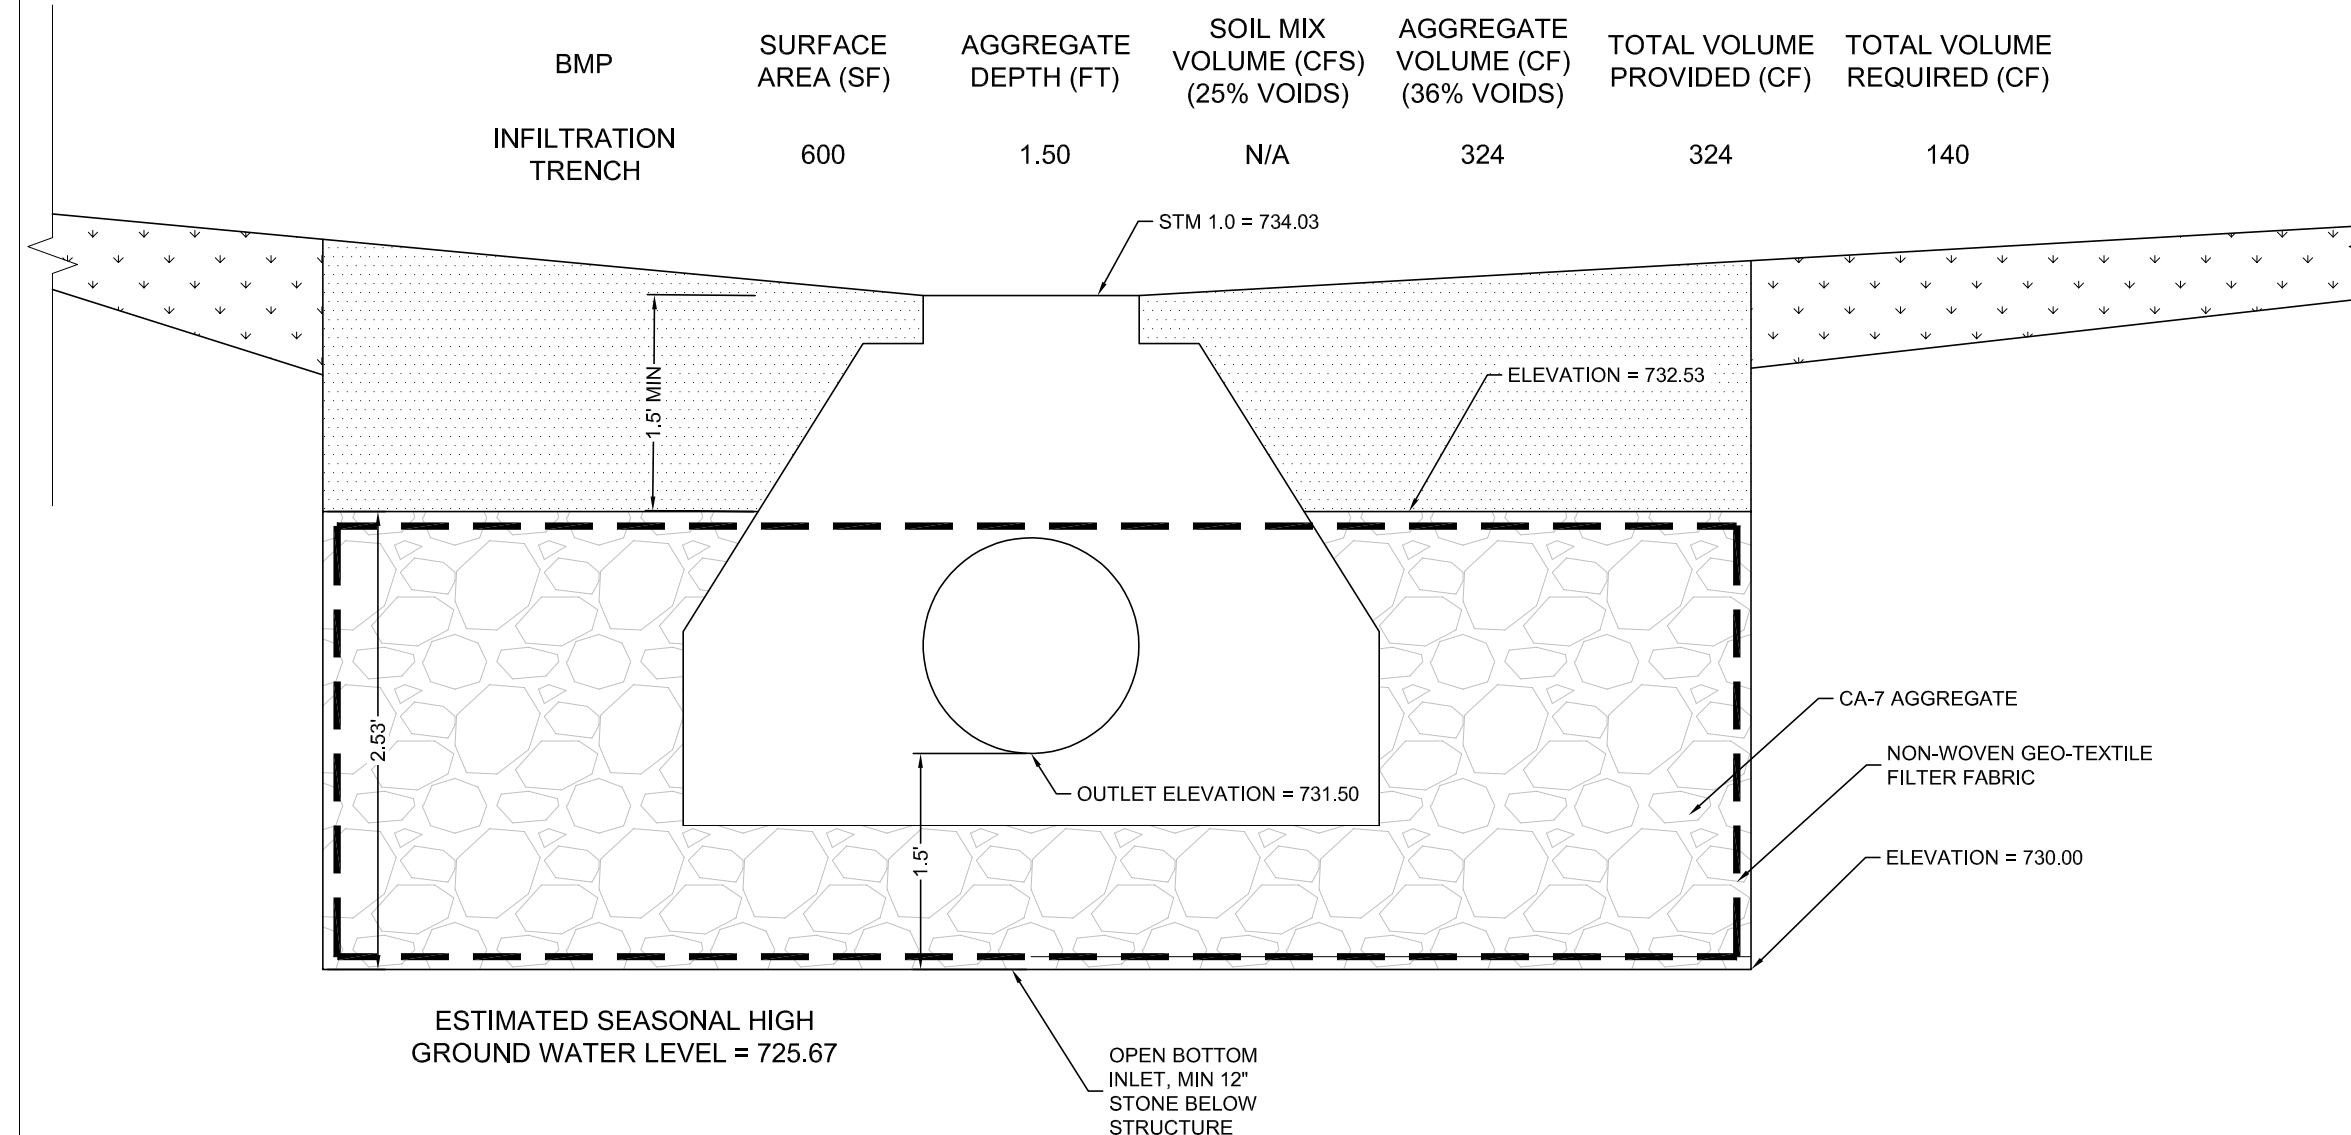 BMP
SURFACE
AREA (SF)
AGGREGATE
DEPTH (FT)
SOIL MIX
VOLUME (CFS)
(25% VOIDS)
AGGREGATE
VOLUME (CF)
(36% VOIDS)
TOTAL VOLUME
PROVIDED (CF)
TOTAL VOLUME
REQUIRED (CF)
INFILTRATION
TRENCH
600
1.50
N/A
324
324
140
STM 1.0 = 734.03
1.5' MIN
ELEVATION = 732.53
2.53'
CA-7 AGGREGATE
NON-WOVEN GEO-TEXTILE
FILTER FABRIC
OUTLET ELEVATION = 731.50
1.5'
ELEVATION = 730.00
ESTIMATED SEASONAL HIGH
GROUND WATER LEVEL = 725.67
OPEN BOTTOM
INLET, MIN 12"
STONE BELOW
STRUCTURE